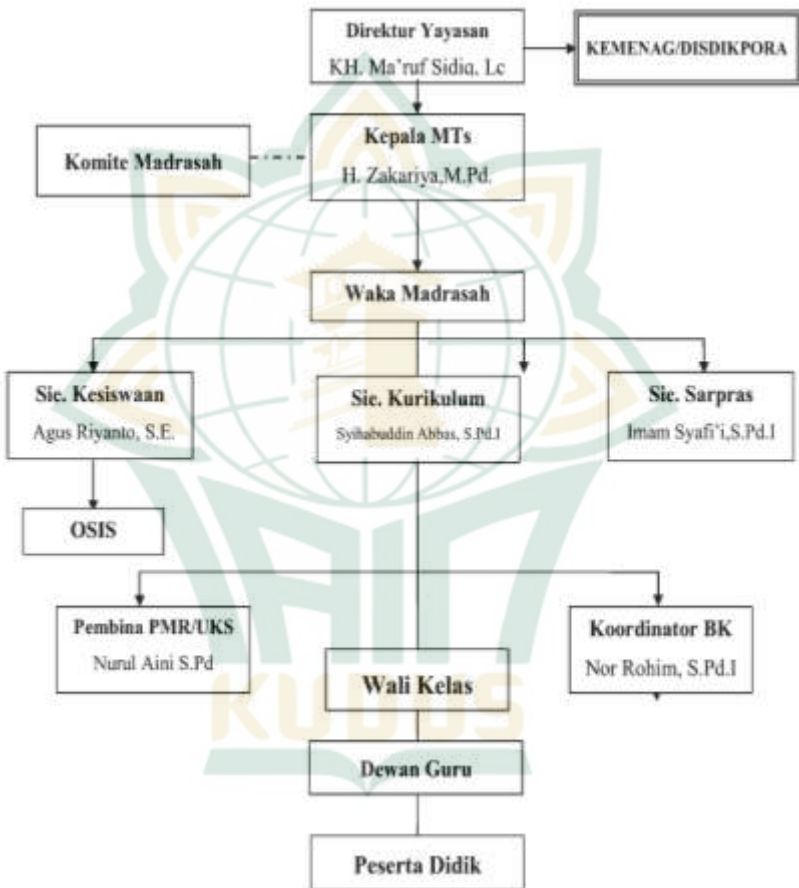 Direktur Yayasan
KH. Ma'ruf Sidiq, Lc
KEMENAG/DISDIKPORA
Komite Madrasah
Kepala MTs
H. Zakariya,M.Pd.
Waka Madrasah
Sie. Kesiswaan
Agus Riyanto, S.E.
Sie. Kurikulum
Syihabuddin Abbas, S.Pd.I
Sie. Sarpras
Imam Syafi'i,S.Pd.I
OSIS
Pembina PMR/UKS
Nurul Aini S.Pd
Koordinator BK
Nor Rohim, S.Pd.I
Wali Kelas
Dewan Guru
Peserta Didik
IAIN
KUDUS